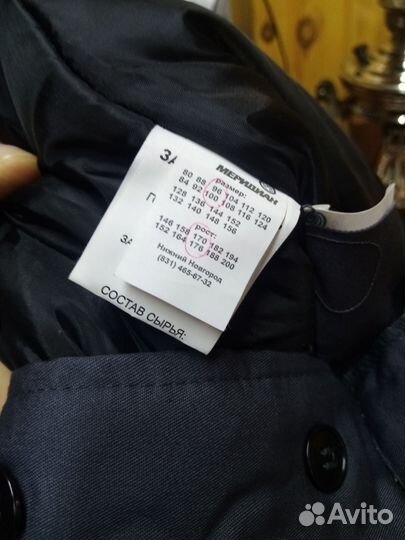 ЗА
МЕРИДИАН
размер:
80 88 96 104 112 120
84 92 100 108 116 124
128 136 144 152
132 140 148 156
П
рост:
146 158 170 182 194
152 164 176 188 200
ЗА
Нижний Новгород
(831) 465-67-32
СОСТАВ СЫРЬЯ:
Avito